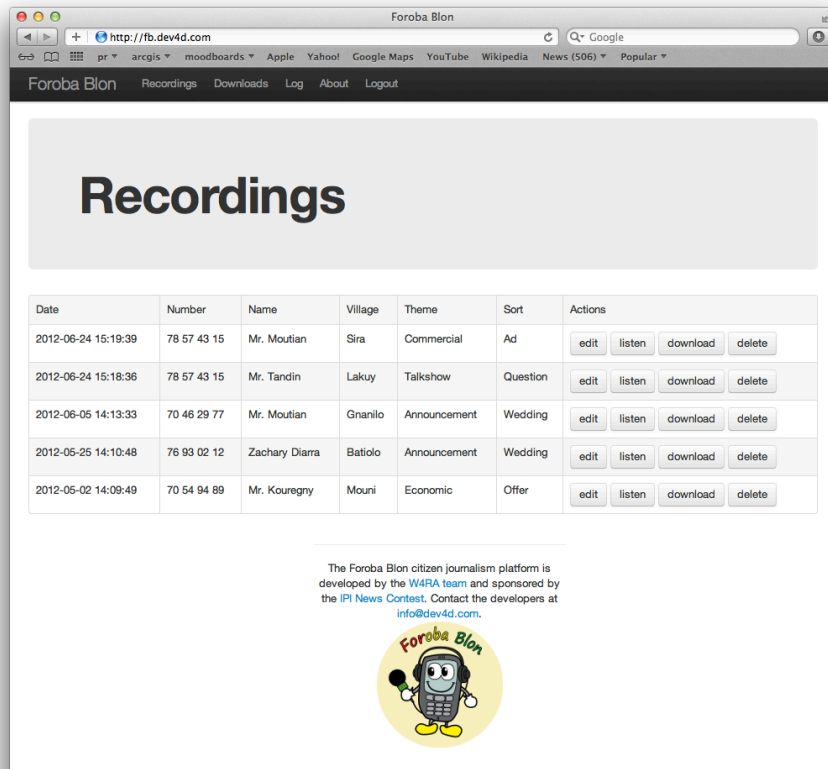 Foroba Blon
http://fb.dev4d.com
Google
pr arcgis moodboards Apple Yahoo! Google Maps YouTube Wikipedia News (506) Popular
Foroba Blon Recordings Downloads Log About Logout
Recordings
Date Number Name Village Theme Sort Actions
2012-06-24 15:19:39 78 57 43 15 Mr. Moutian Sira Commercial Ad edit listen download delete
2012-06-24 15:18:36 78 57 43 15 Mr. Tandin Lakuy Talkshow Question edit listen download delete
2012-06-05 14:13:33 70 46 29 77 Mr. Moutian Gnanilo Announcement Wedding edit listen download delete
2012-05-25 14:10:48 76 93 02 12 Zachary Diarra Batiolo Announcement Wedding edit listen download delete
2012-05-02 14:09:49 70 54 94 89 Mr. Kouregny Mouni Economic Offer edit listen download delete
The Foroba Blon citizen journalism platform is
developed by the W4RA team and sponsored by
the IPI News Contest. Contact the developers at
info@dev4d.com.
Foroba Blon